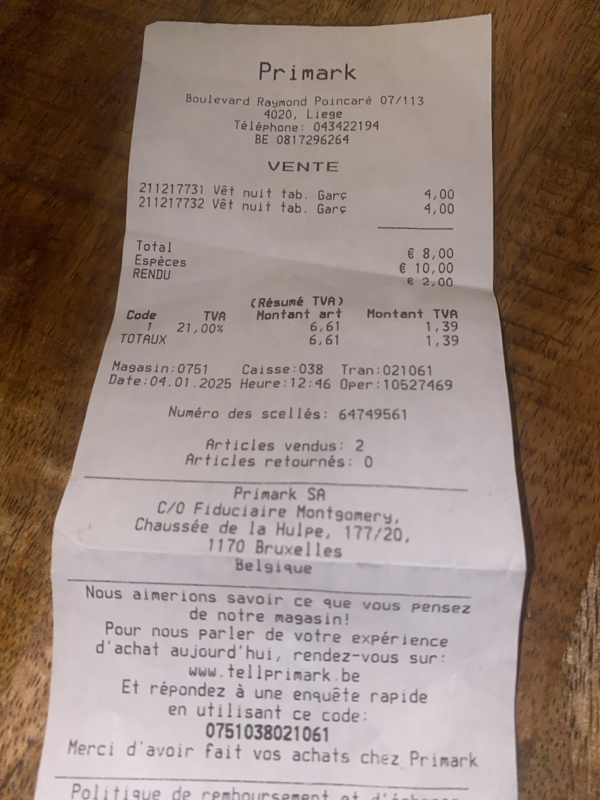 Primark
Boulevard Raymond Poincaré 07/113
4020, Liege
Téléphone: 043422194
BE 0817296264
VENTE
211217731 Vêt nuit tab. Garç 4,00
211217732 Vêt nuit tab. Garç 4,00
Total € 8,00
Espèces € 10,00
RENDU € 2,00
(Résumé TVA)
Code TVA Montant art Montant TVA
1 21,00% 6,61 1,39
TOTAUX 6,61 1,39
Magasin:0751 Caisse:038 Tran:021061
Date:04.01.2025 Heure:12:46 Oper:10527469
Numéro des scellés: 64749561
Articles vendus: 2
Articles retournés: 0
Primark SA
C/O Fiduciaire Montgomery,
Chaussée de la Hulpe, 177/20,
1170 Bruxelles
Belgique
Nous aimerions savoir ce que vous pensez
de notre magasin!
Pour nous parler de votre expérience
d'achat aujourd'hui, rendez-vous sur:
www.tellprimark.be
Et répondez à une enquête rapide
en utilisant ce code:
0751038021061
Merci d'avoir fait vos achats chez Primark
Politique de remboursement et